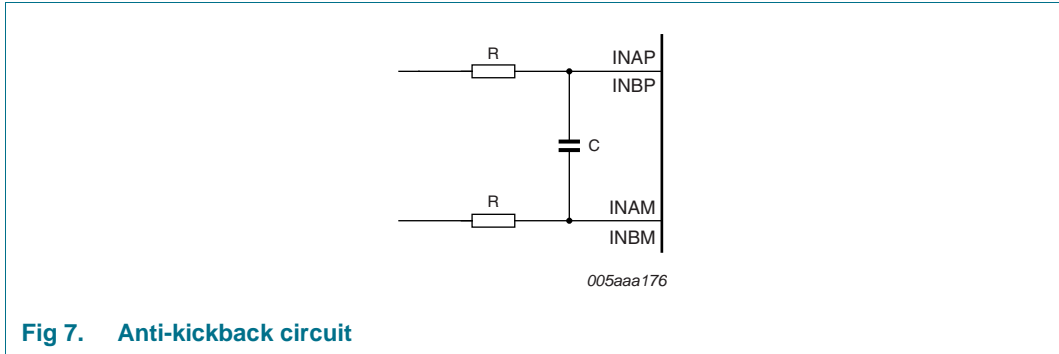 R
INAP
INBP
C
R
INAM
INBM
005aaa176
Fig 7. Anti-kickback circuit